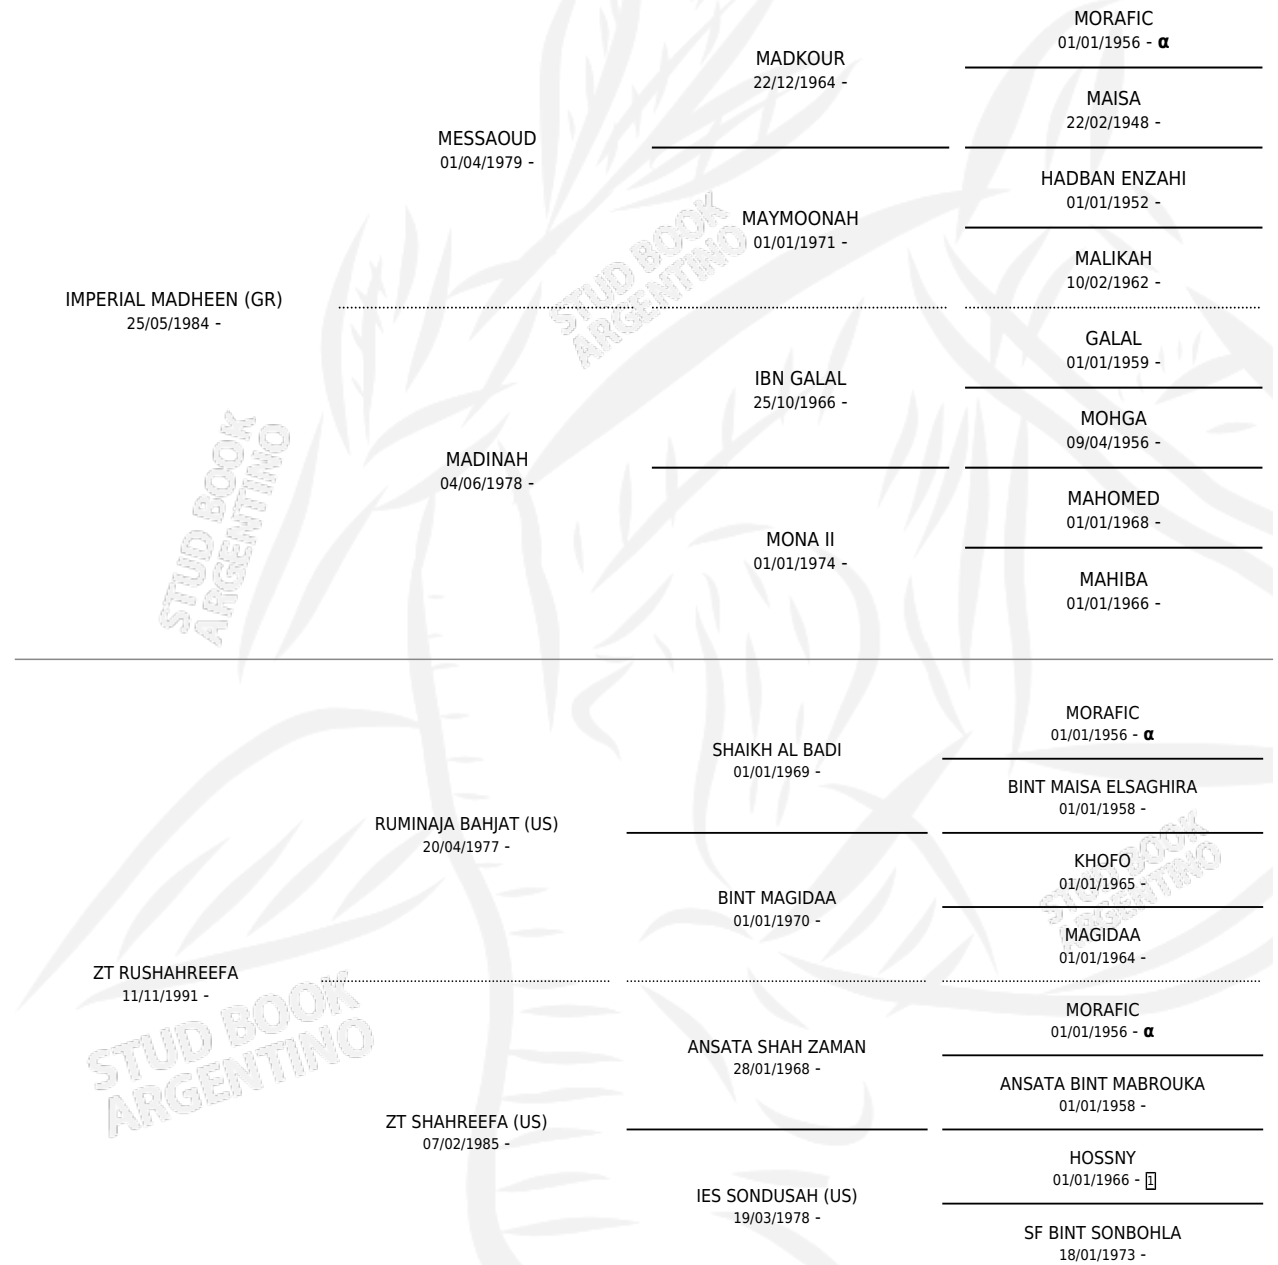 MORAFIC
01/01/1956 - α
MADKOUR
22/12/1964 -
MAISA
22/02/1948 -
MESSAOUD
01/04/1979 -
HADBAN ENZAHI
01/01/1952 -
MAYMOONAH
01/01/1971 -
MALIKAH
10/02/1962 -
IMPERIAL MADHEEN (GR)
25/05/1984 -
GALAL
01/01/1959 -
IBN GALAL
25/10/1966 -
MOHGA
09/04/1956 -
MADINAH
04/06/1978 -
MAHOMED
01/01/1968 -
MONA II
01/01/1974 -
MAHIBA
01/01/1966 -
MORAFIC
01/01/1956 - α
SHAIKH AL BADI
01/01/1969 -
BINT MAISA ELSAGHIRA
01/01/1958 -
RUMINAJA BAHJAT (US)
20/04/1977 -
KHOFO
01/01/1965 -
BINT MAGIDAA
01/01/1970 -
MAGIDAA
01/01/1964 -
ZT RUSHAHREEFA
11/11/1991 -
MORAFIC
01/01/1956 - α
ANSATA SHAH ZAMAN
28/01/1968 -
ANSATA BINT MABROUKA
01/01/1958 -
ZT SHAHREEFA (US)
07/02/1985 -
HOSSNY
01/01/1966 - 1
IES SONDUSAH (US)
19/03/1978 -
SF BINT SONBOHLA
18/01/1973 -
STUD BOOK
ARGENTINO
STUD BOOK
ARGENTINO
STUD BOOK
ARGENTINO
STUD BOOK
ARGENTINO